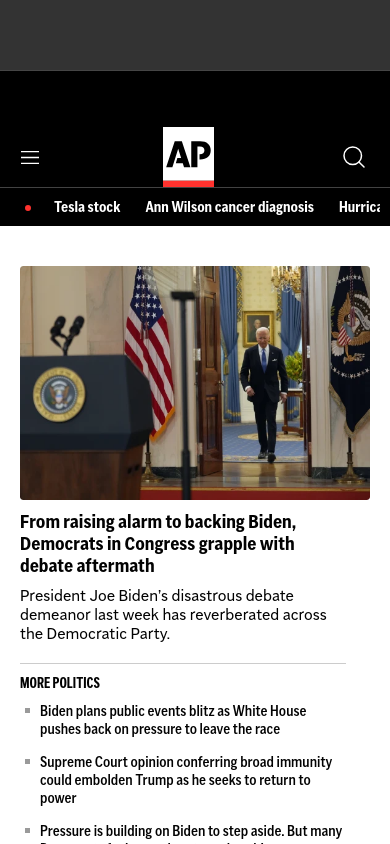 AP
Tesla stock Ann Wilson cancer diagnosis Hurrica
From raising alarm to backing Biden,
Democrats in Congress grapple with
debate aftermath
President Joe Biden’s disastrous debate
demeanor last week has reverberated across
the Democratic Party.
MORE POLITICS
Biden plans public events blitz as White House
pushes back on pressure to leave the race
Supreme Court opinion conferring broad immunity
could embolden Trump as he seeks to return to
power
Pressure is building on Biden to step aside. But many